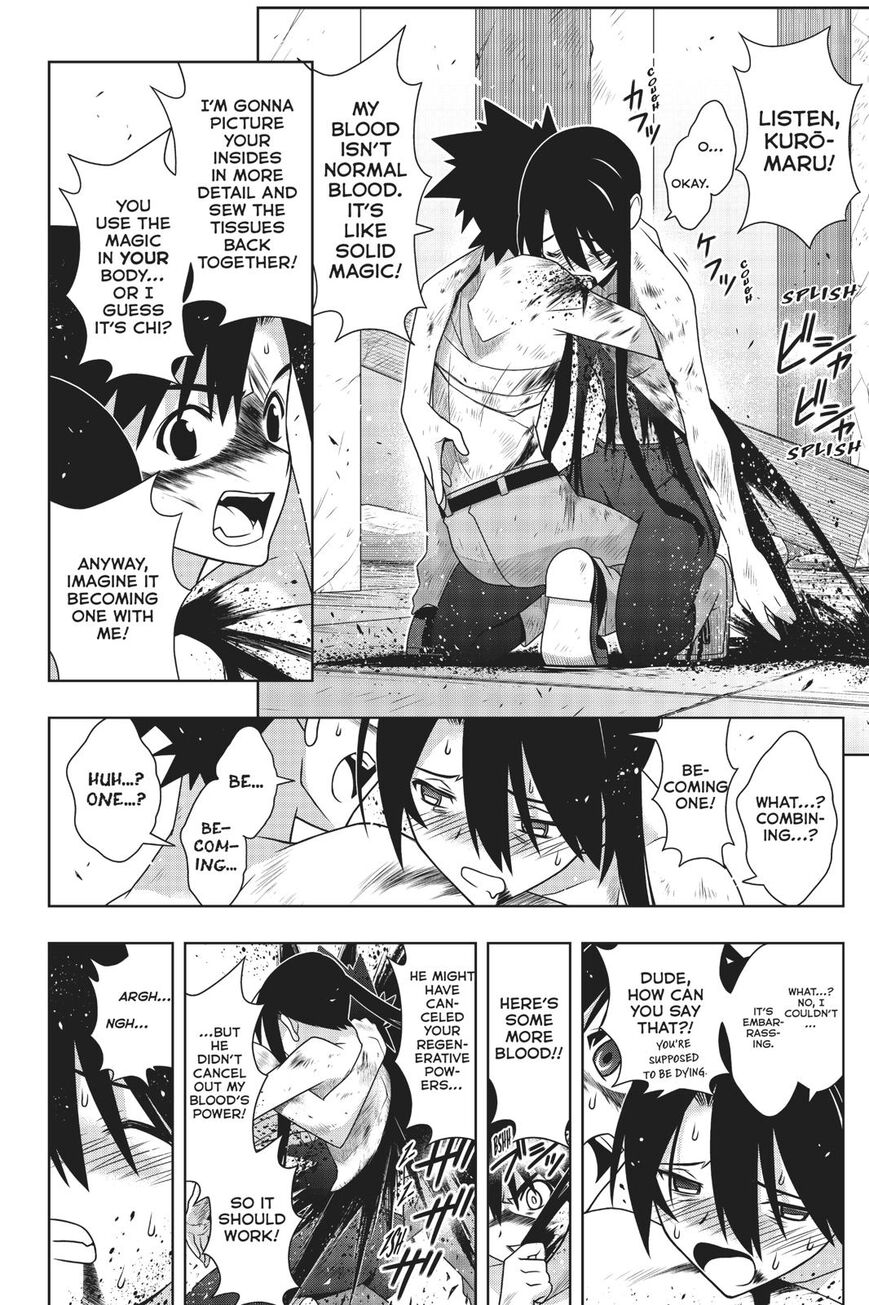 LISTEN,
KURŌ-
MARU!
O...
OKAY.
COUGH
カフッ
ケフッ
COUGH
MY
BLOOD
ISN'T
NORMAL
BLOOD.
IT'S
LIKE
SOLID
MAGIC!
SPLISH
ビシャ
ビシャ
SPLISH
I'M GONNA
PICTURE
YOUR
INSIDES
IN MORE
DETAIL AND
SEW THE
TISSUES
BACK
TOGETHER!
YOU
USE THE
MAGIC
IN YOUR
BODY...
OR I
GUESS
IT'S CHI?
ANYWAY,
IMAGINE IT
BECOMING
ONE WITH
ME!
WHAT...?
COMBIN-
ING...?
BE-
COMING
ONE!
BE...
BE-
COM-
ING...
HUH...?
ONE...?
WHAT...?
NO, I
COULDN'T
...
IT'S
EMBAR-
RASS-
ING.
DUDE,
HOW CAN
YOU SAY
THAT?!
YOU'RE
SUPPOSED
TO BE DYING.
HERE'S
SOME
MORE
BLOOD!!
BSHH
HE MIGHT
HAVE
CAN-
CELED
YOUR
REGEN-
ERATIVE
POW-
ERS...
...BUT
HE
DIDN'T
CANCEL
OUT MY
BLOOD'S
POWER!
SO IT
SHOULD
WORK!
ARGH...
NGH...